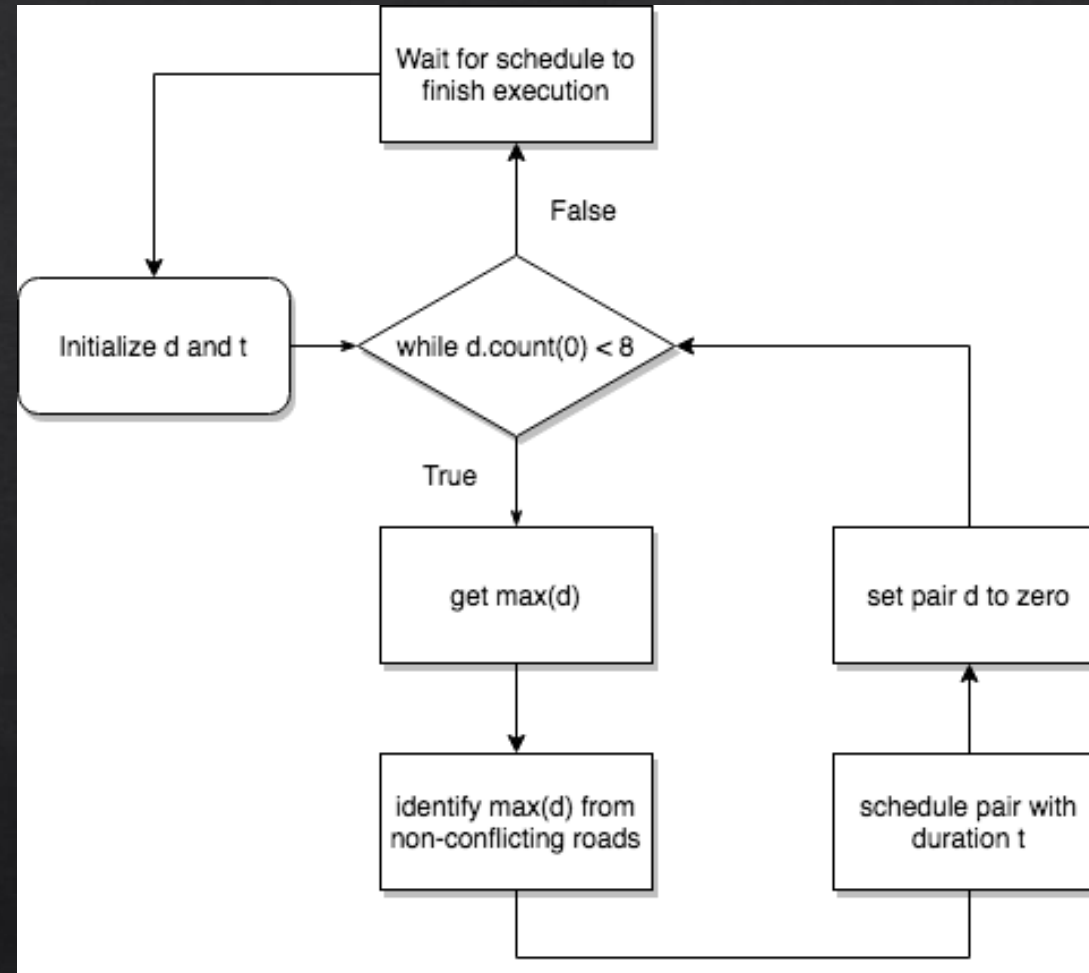 Wait for schedule to
finish execution
False
Initialize d and t
while d.count(0) < 8
True
get max(d)
set pair d to zero
identify max(d) from
non-conflicting roads
schedule pair with
duration t